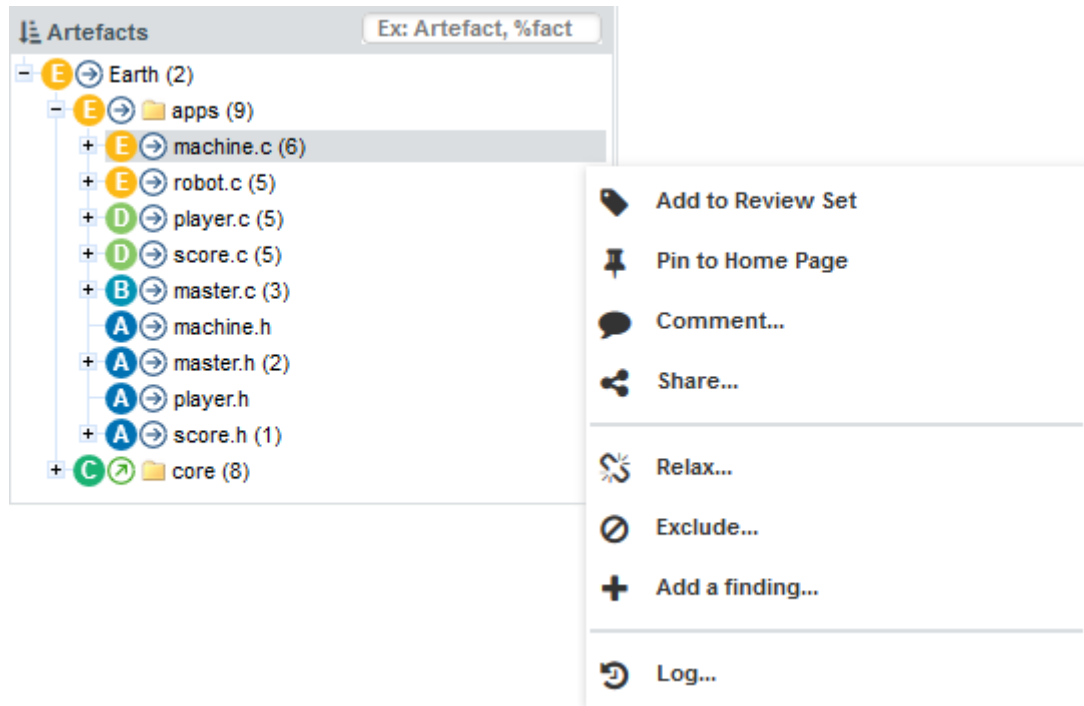 Artefacts
Ex: Artefact, %fact
E Earth (2)
E apps (9)
E machine.c (6)
E robot.c (5)
D player.c (5)
D score.c (5)
B master.c (3)
A machine.h
A master.h (2)
A player.h
A score.h (1)
C core (8)
Add to Review Set
Pin to Home Page
Comment...
Share...
Relax...
Exclude...
Add a finding...
Log...